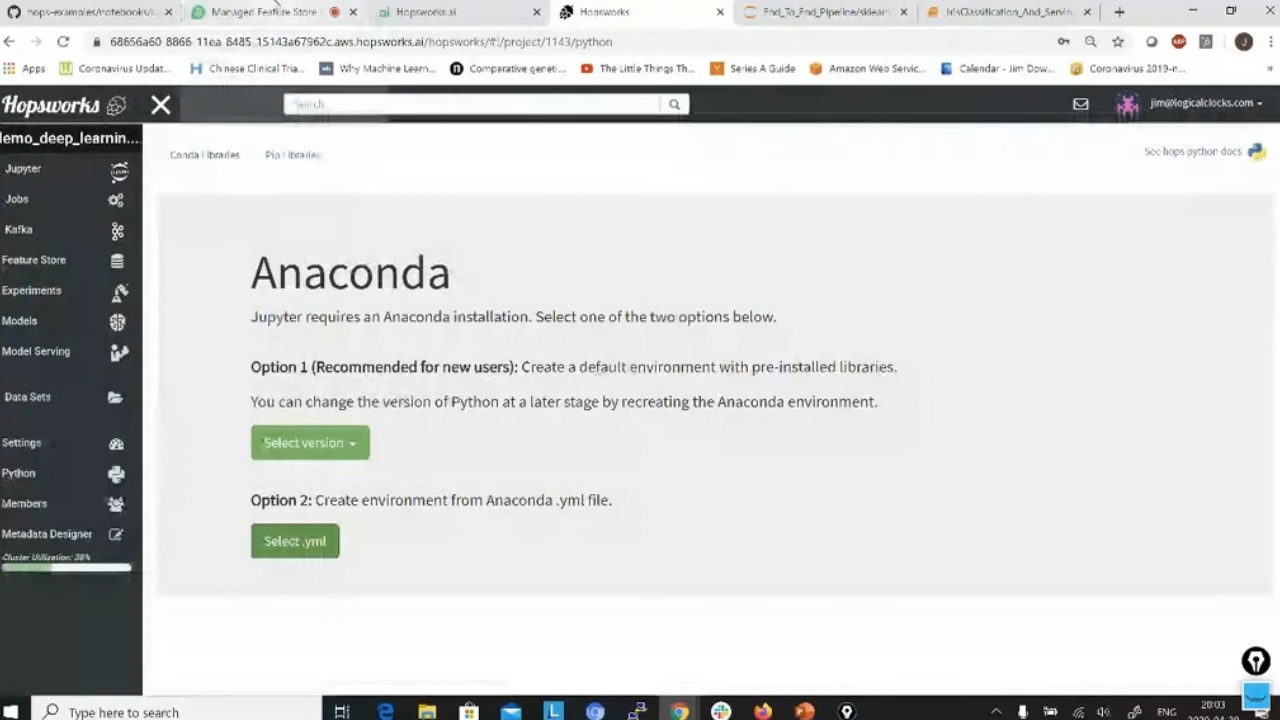 hops-examples/notebooks/
Managed Feature Store
Hopsworks.ai
Hopsworks
End_To_End_Pipeline/sklearn
IrisClassification_And_Servin
68656a60-8866-11ea-8485-15143a67962c.aws.hopsworks.ai/hopsworks/#!/project/1143/python
Apps
Coronavirus Updat...
Chinese Clinical Tria...
Why Machine Learn...
Comparative geneti...
The Little Things Th...
Series A Guide
Amazon Web Servic...
Calendar - Jim Dow...
Coronavirus 2019-n...
Hopsworks
Search
jim@logicalclocks.com
demo_deep_learnin...
Conda Libraries
Pip Libraries
See hops python docs
Jupyter
Jobs
Kafka
Feature Store
Experiments
Models
Model Serving
Data Sets
Settings
Python
Members
Metadata Designer
Cluster Utilization: 38%
Anaconda
Jupyter requires an Anaconda installation. Select one of the two options below.
Option 1 (Recommended for new users): Create a default environment with pre-installed libraries.
You can change the version of Python at a later stage by recreating the Anaconda environment.
Select version
Option 2: Create environment from Anaconda .yml file.
Select .yml
Type here to search
ENG
20:03